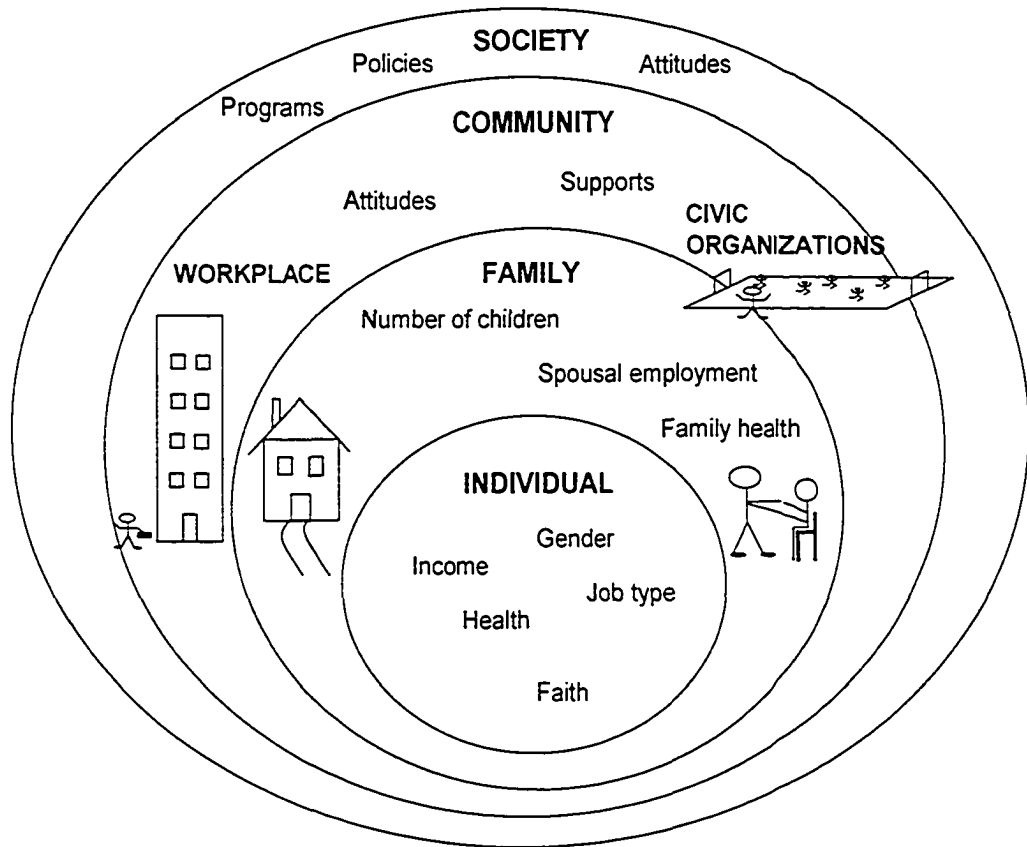 SOCIETY
Policies
Attitudes
Programs
COMMUNITY
Supports
Attitudes
CIVIC
ORGANIZATIONS
WORKPLACE
FAMILY
Number of children
Spousal employment
Family health
INDIVIDUAL
Gender
Income
Job type
Health
Faith